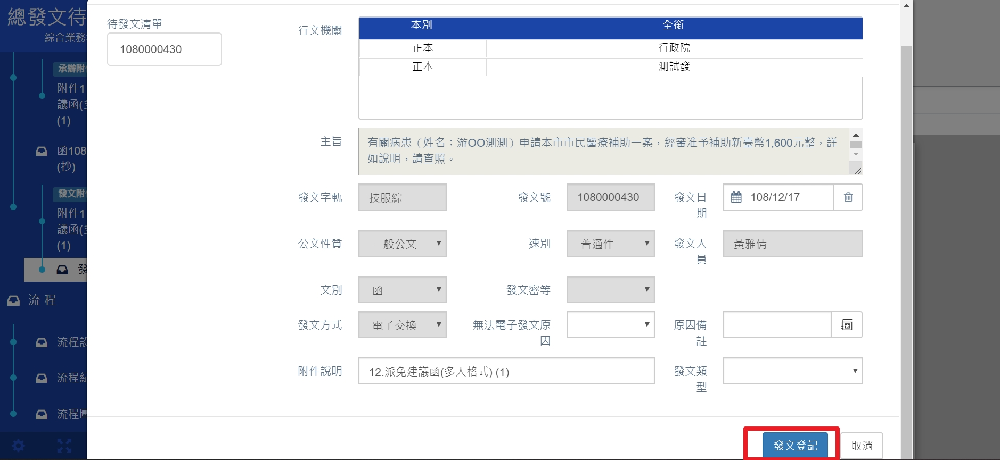 總發文待
綜合業務
承辦附
附件1
議函(
(1)
函108
(抄)
發文附
附件1
議函(
(1)
發
流 程
流程設
流程紀
流程圖
待發文清單
1080000430
行文機關
本別 全銜
正本 行政院
正本 測試發
主旨
有關病患（姓名：游OO測測）申請本市市民醫療補助一案，經審准予補助新臺幣1,600元整，詳
如說明，請查照。
發文字軌 技服綜 發文號 1080000430 發文日
期 108/12/17
公文性質 一般公文 速別 普通件 發文人
員 黃雅倩
文別 函 發文密等
發文方式 電子交換 無法電子發文原
因 原因備
註
附件說明 12.派免建議函(多人格式) (1) 發文類
型
發文登記 取消